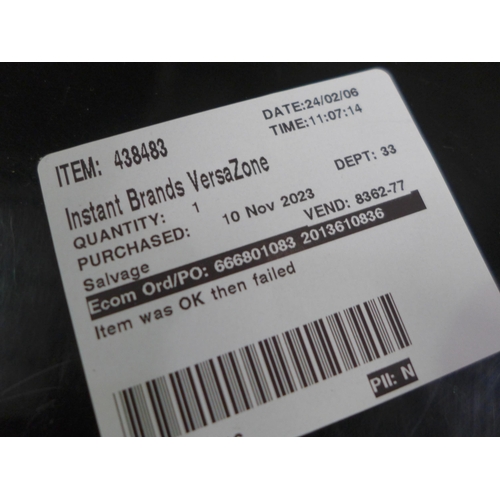 DATE:24/02/06
TIME:11:07:14
ITEM: 438483
Instant Brands VersaZone
QUANTITY: 1 DEPT: 33
PURCHASED: 10 Nov 2023
Salvage VEND: 8362-77
Ecom Ord/PO: 666801083 2013610836
Item was OK then failed
PII: N